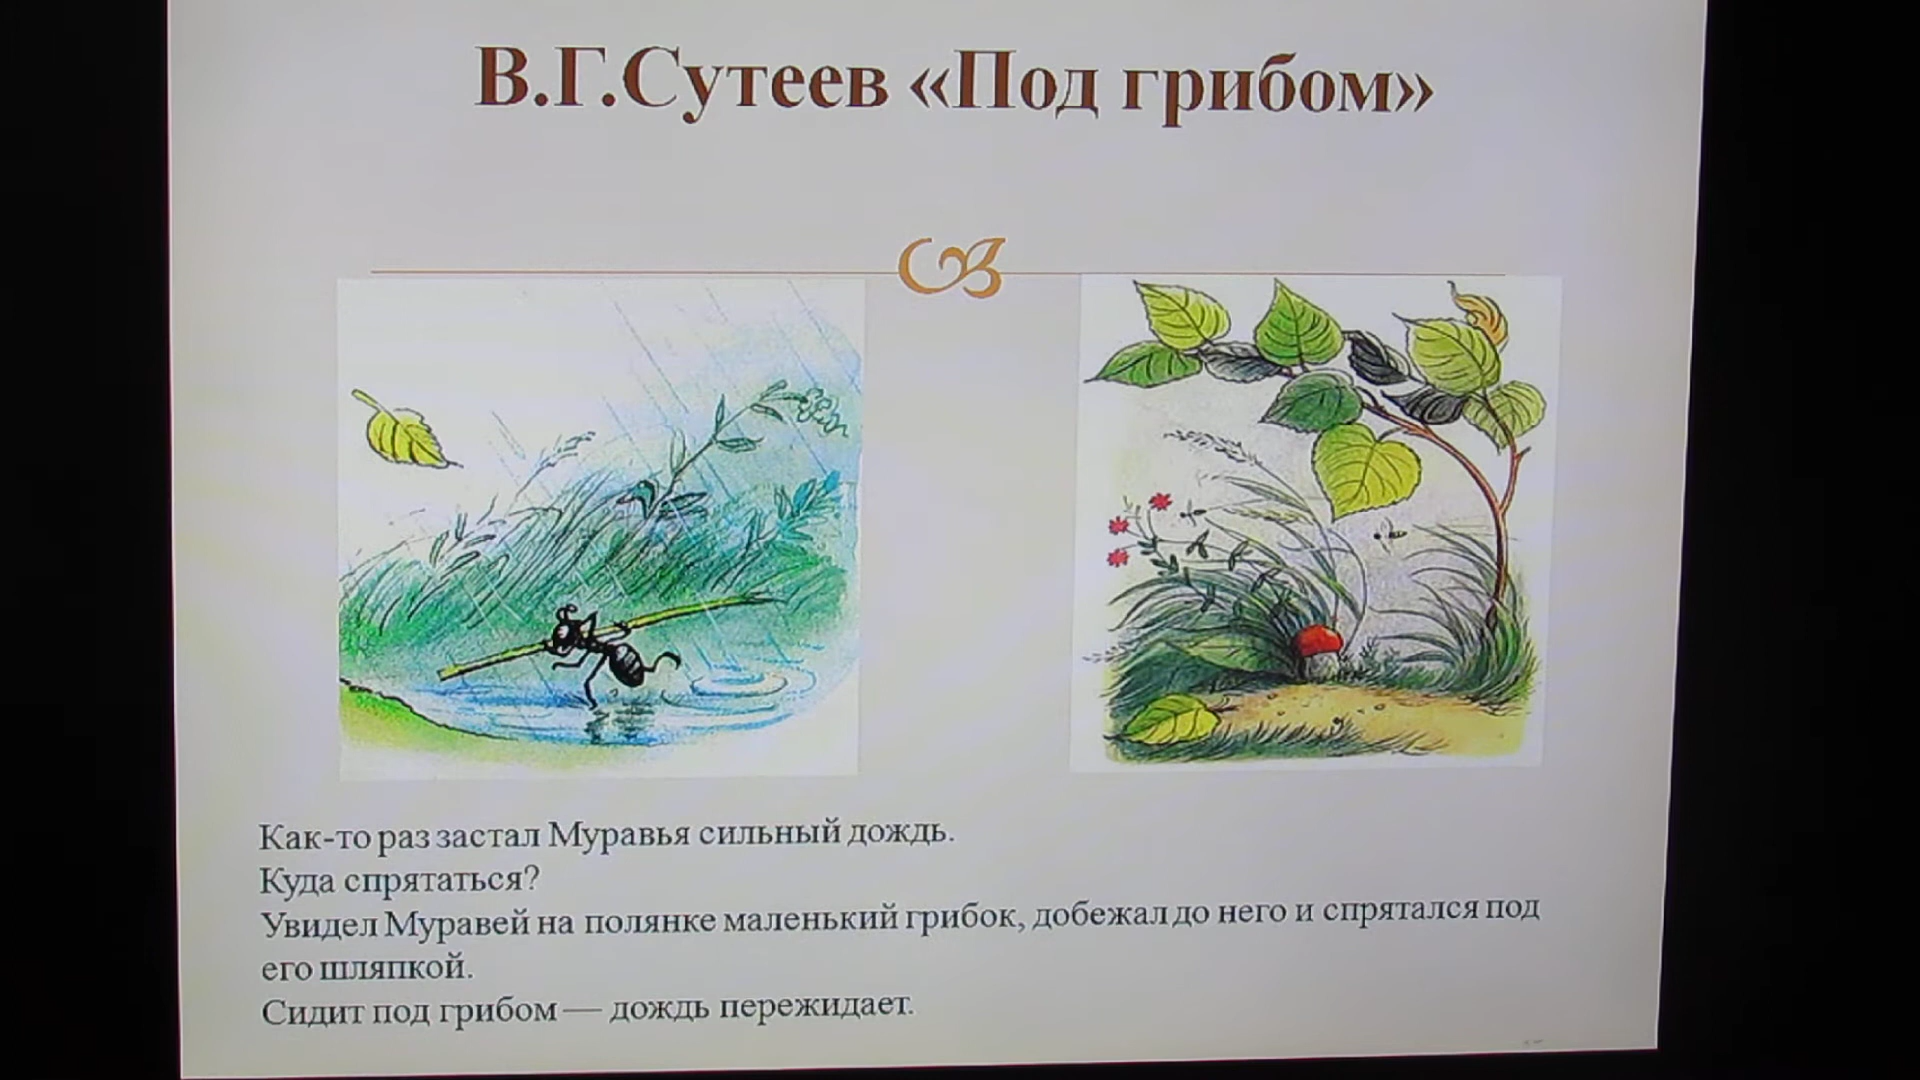 В.Г.Сутеев «Под грибом»
Как-то раз застал Муравья сильный дождь.
Куда спрятаться?
Увидел Муравей на полянке маленький грибок, добежал до него и спрятался под
его шляпкой.
Сидит под грибом — дождь пережидает.